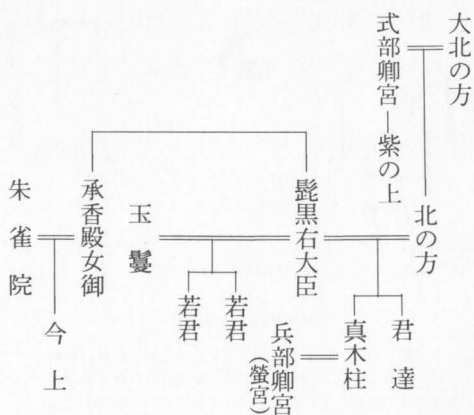 大北の方
式部卿宮―紫の上
北の方
君達
真木柱
兵部卿宮
(螢宮)
髭黒右大臣
若君
若君
玉鬘
承香殿女御
今上
朱雀院